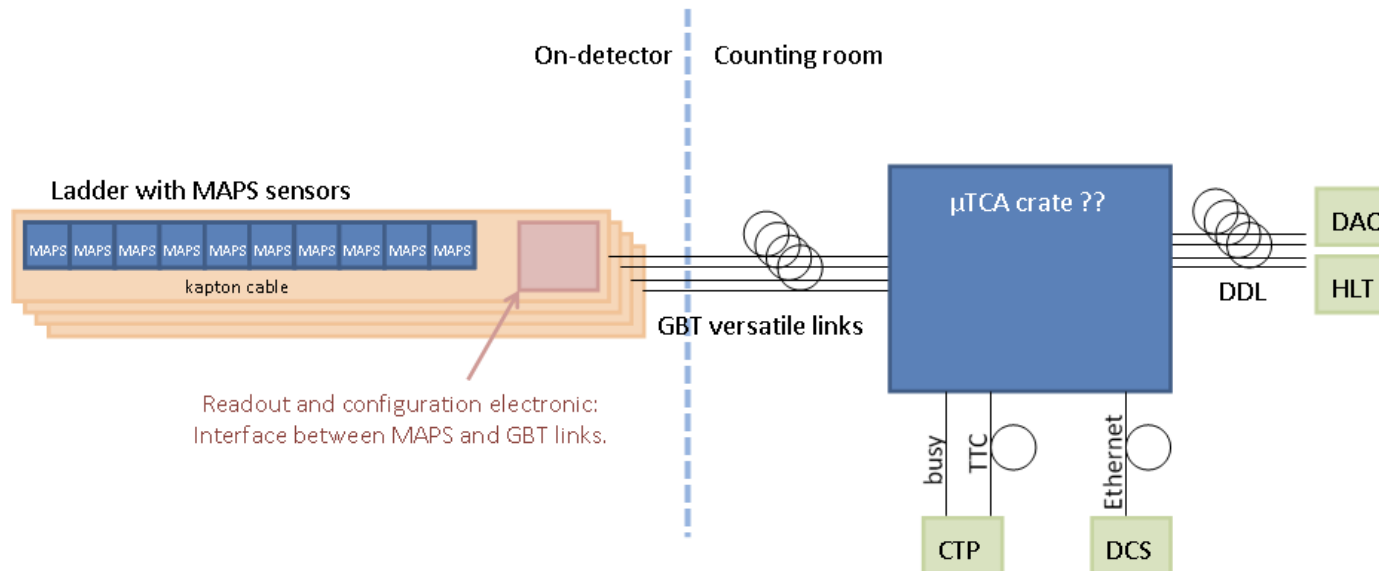 On-detector
Counting room
Ladder with MAPS sensors
MAPS MAPS MAPS MAPS MAPS MAPS MAPS MAPS MAPS MAPS
kapton cable
µTCA crate ??
DAQ
HLT
DDL
GBT versatile links
Readout and configuration electronic:
Interface between MAPS and GBT links.
busy
TTC
Ethernet
CTP
DCS